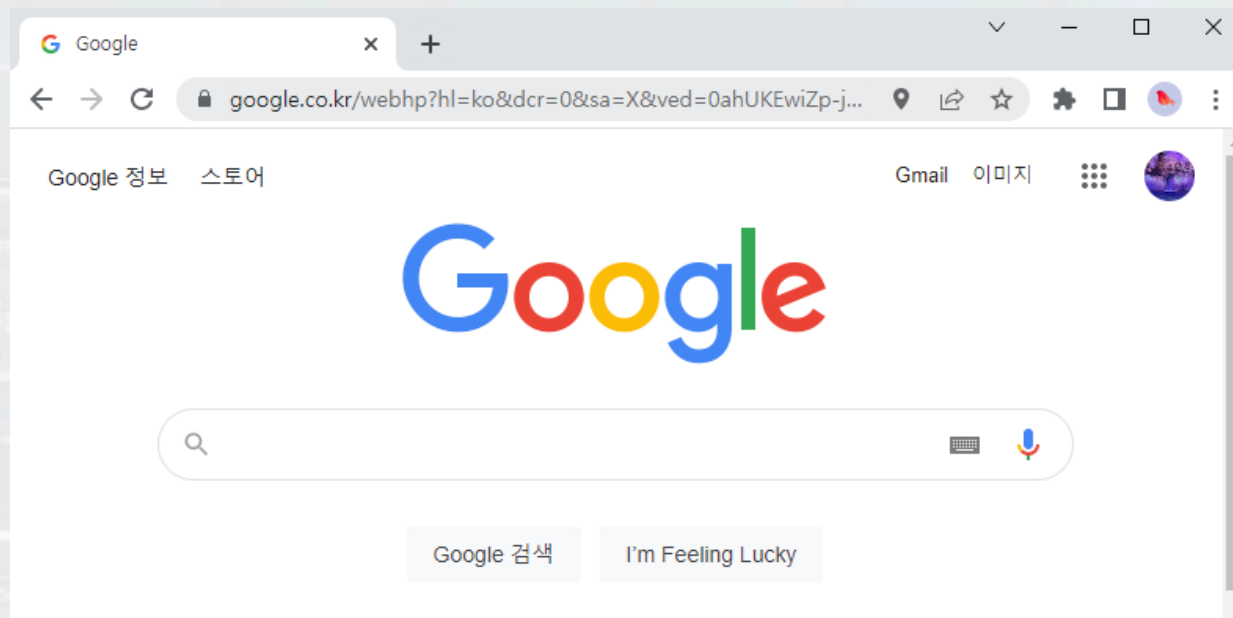 Google
google.co.kr/webhp?hl=ko&dcr=0&sa=X&ved=0ahUKEwiZp-j...
Google 정보 스토어 Gmail 이미지
Google
Google 검색 I'm Feeling Lucky